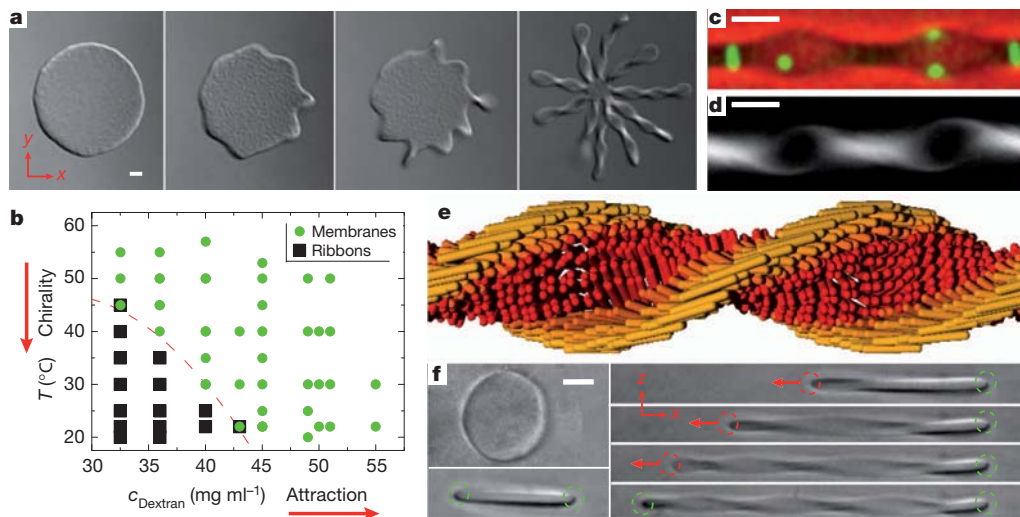 a
y
x
b
60
50
40
30
20
Chirality
T (°C)
Membranes
Ribbons
30 35 40 45 50 55
c_Dextran (mg ml⁻¹) Attraction
c
d
e
f
z
x